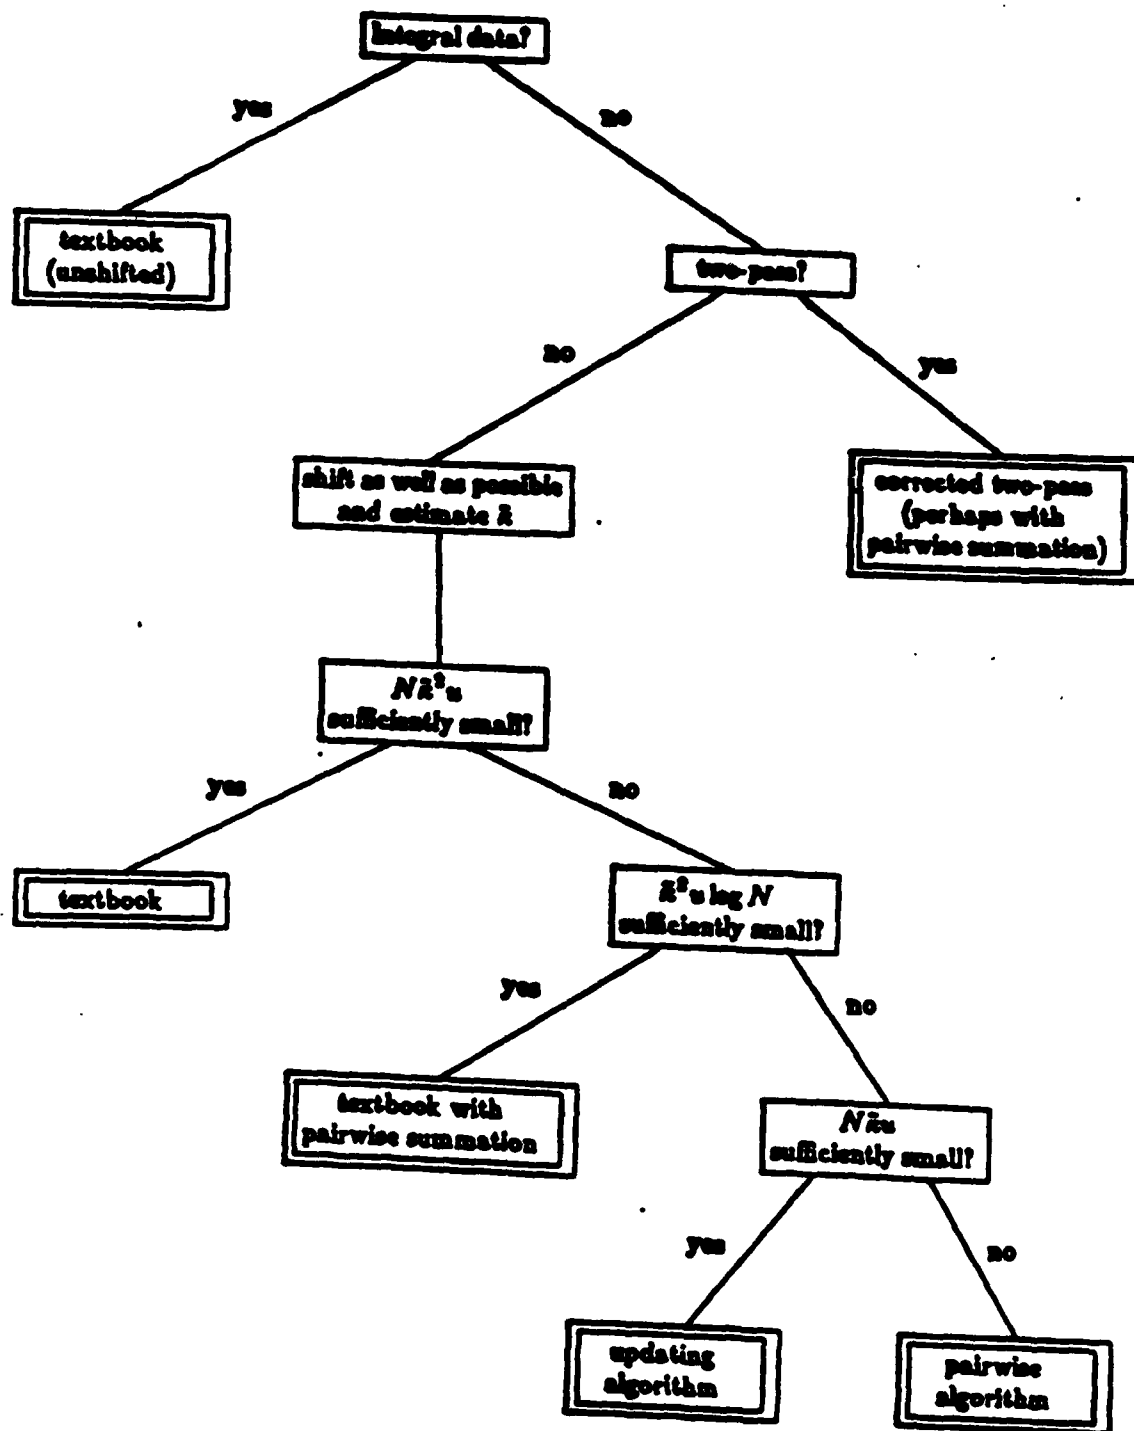 Integral data?
yes
no
textbook
(unshifted)
two-pass?
no
yes
shift as well as possible
and estimate κ̃
corrected two-pass
(perhaps with
pairwise summation)
Nκ̃²u
sufficiently small?
yes
no
textbook
κ̃²u log N
sufficiently small?
yes
no
textbook with
pairwise summation
Nκ̃u
sufficiently small?
yes
no
updating
algorithm
pairwise
algorithm